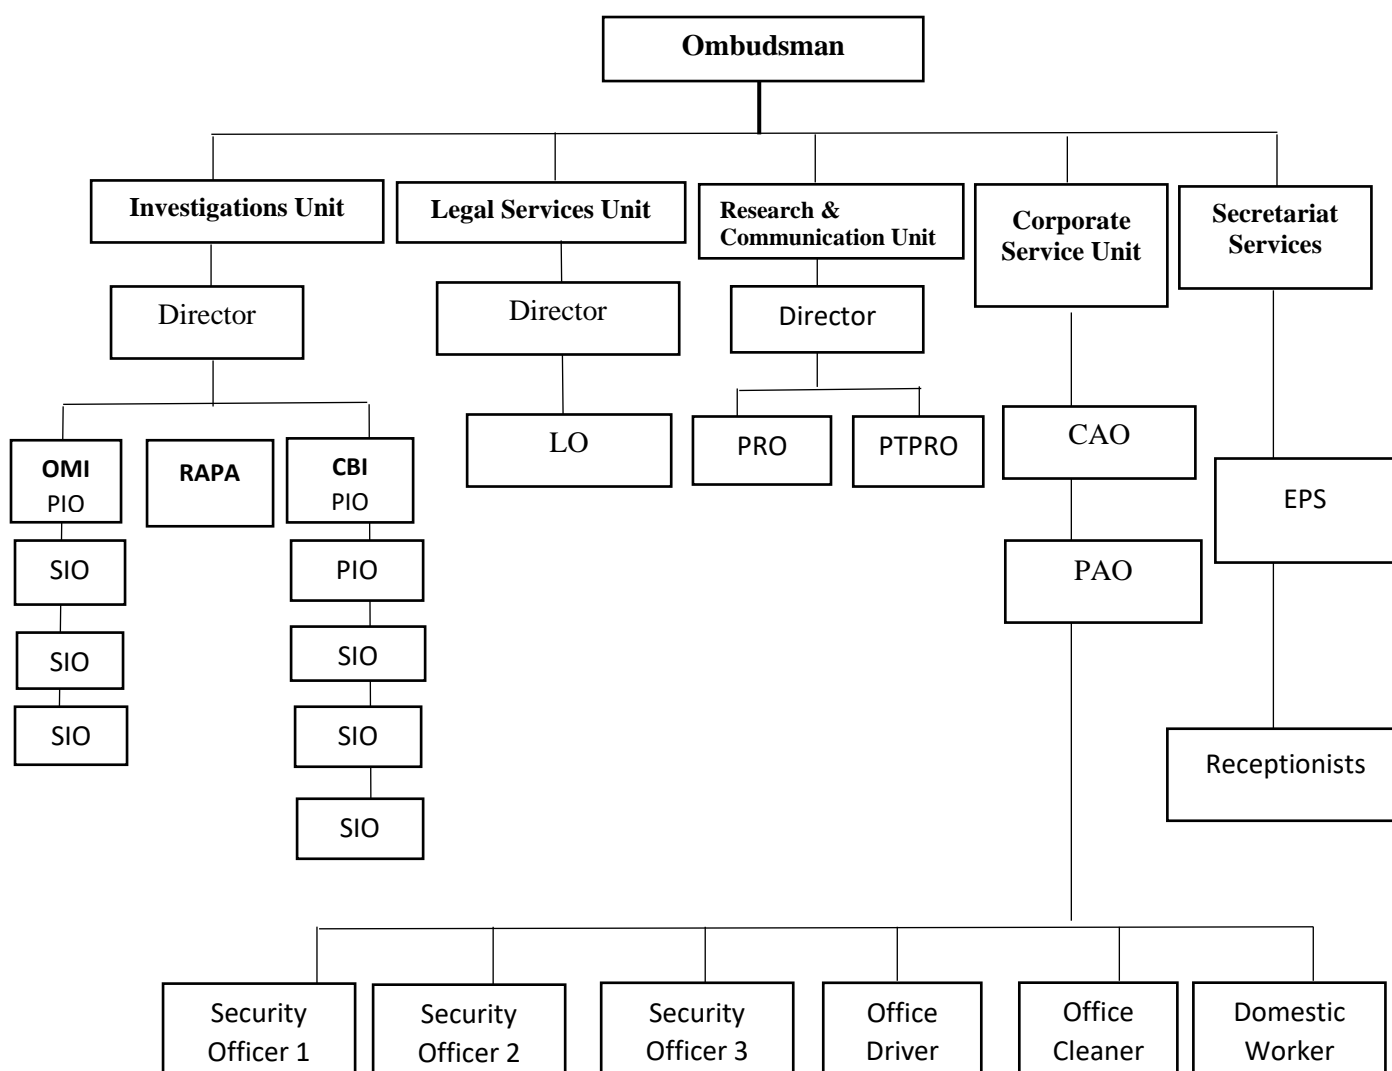 Ombudsman
Investigations Unit
Legal Services Unit
Research &
Communication Unit
Corporate
Service Unit
Secretariat
Services
Director
Director
Director
OMI
PIO
RAPA
CBI
PIO
LO
PRO
PTPRO
CAO
EPS
SIO
PIO
PAO
SIO
SIO
SIO
SIO
Receptionists
SIO
Security
Officer 1
Security
Officer 2
Security
Officer 3
Office
Driver
Office
Cleaner
Domestic
Worker